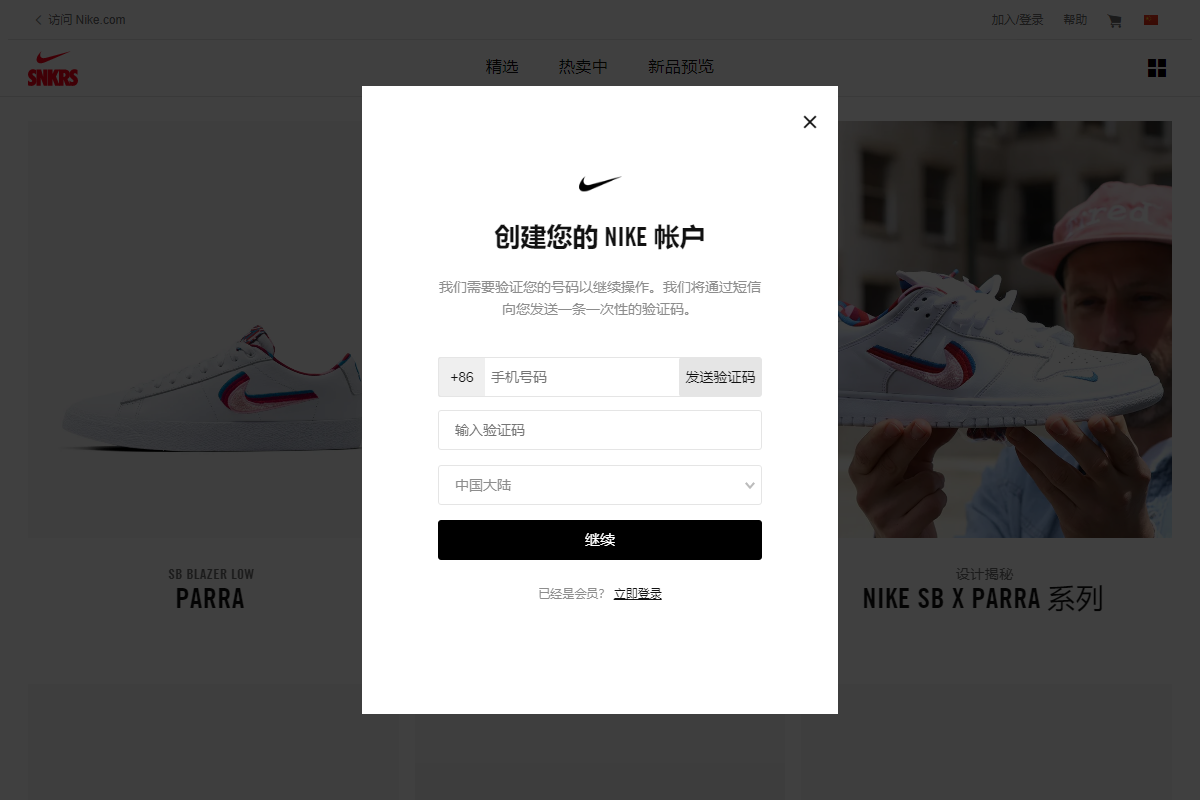 访问 Nike.com
加入/登录 帮助
SNKRS
精选 热卖中 新品预览
创建您的 NIKE 帐户
我们需要验证您的号码以继续操作。我们将通过短信
向您发送一条一次性的验证码。
+86 手机号码 发送验证码
输入验证码
中国大陆
继续
已经是会员? 立即登录
SB BLAZER LOW
PARRA
设计揭秘
NIKE SB X PARRA 系列
red